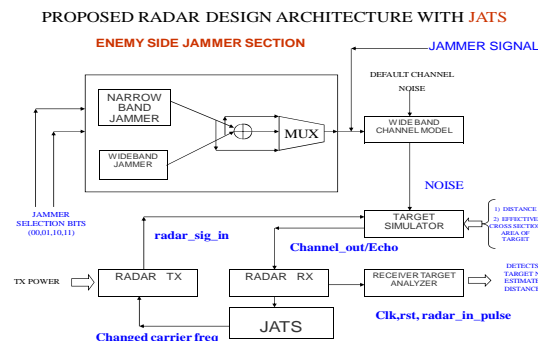 PROPOSED RADAR DESIGN ARCHITECTURE WITH JATS
ENEMY SIDE JAMMER SECTION
JAMMER SIGNAL
DEFAULT CHANNEL
NOISE
NARROW
BAND
JAMMER
MUX
WIDE BAND
CHANNEL MODEL
WIDEBAND
JAMMER
NOISE
JAMMER
SELECTION BITS
(00,01,10,11)
radar_sig_in
TARGET
SIMULATOR
1) DISTANCE
2) EFFECTIVE
CROSS SECTION
AREA OF
TARGET
Channel_out/Echo
TX POWER
RADAR TX
RADAR RX
RECEIVER TARGET
ANALYZER
DETECTS
TARGET N
ESTIMATE
DISTANCE
Clk,rst, radar_in_pulse
JATS
Changed carrier freq